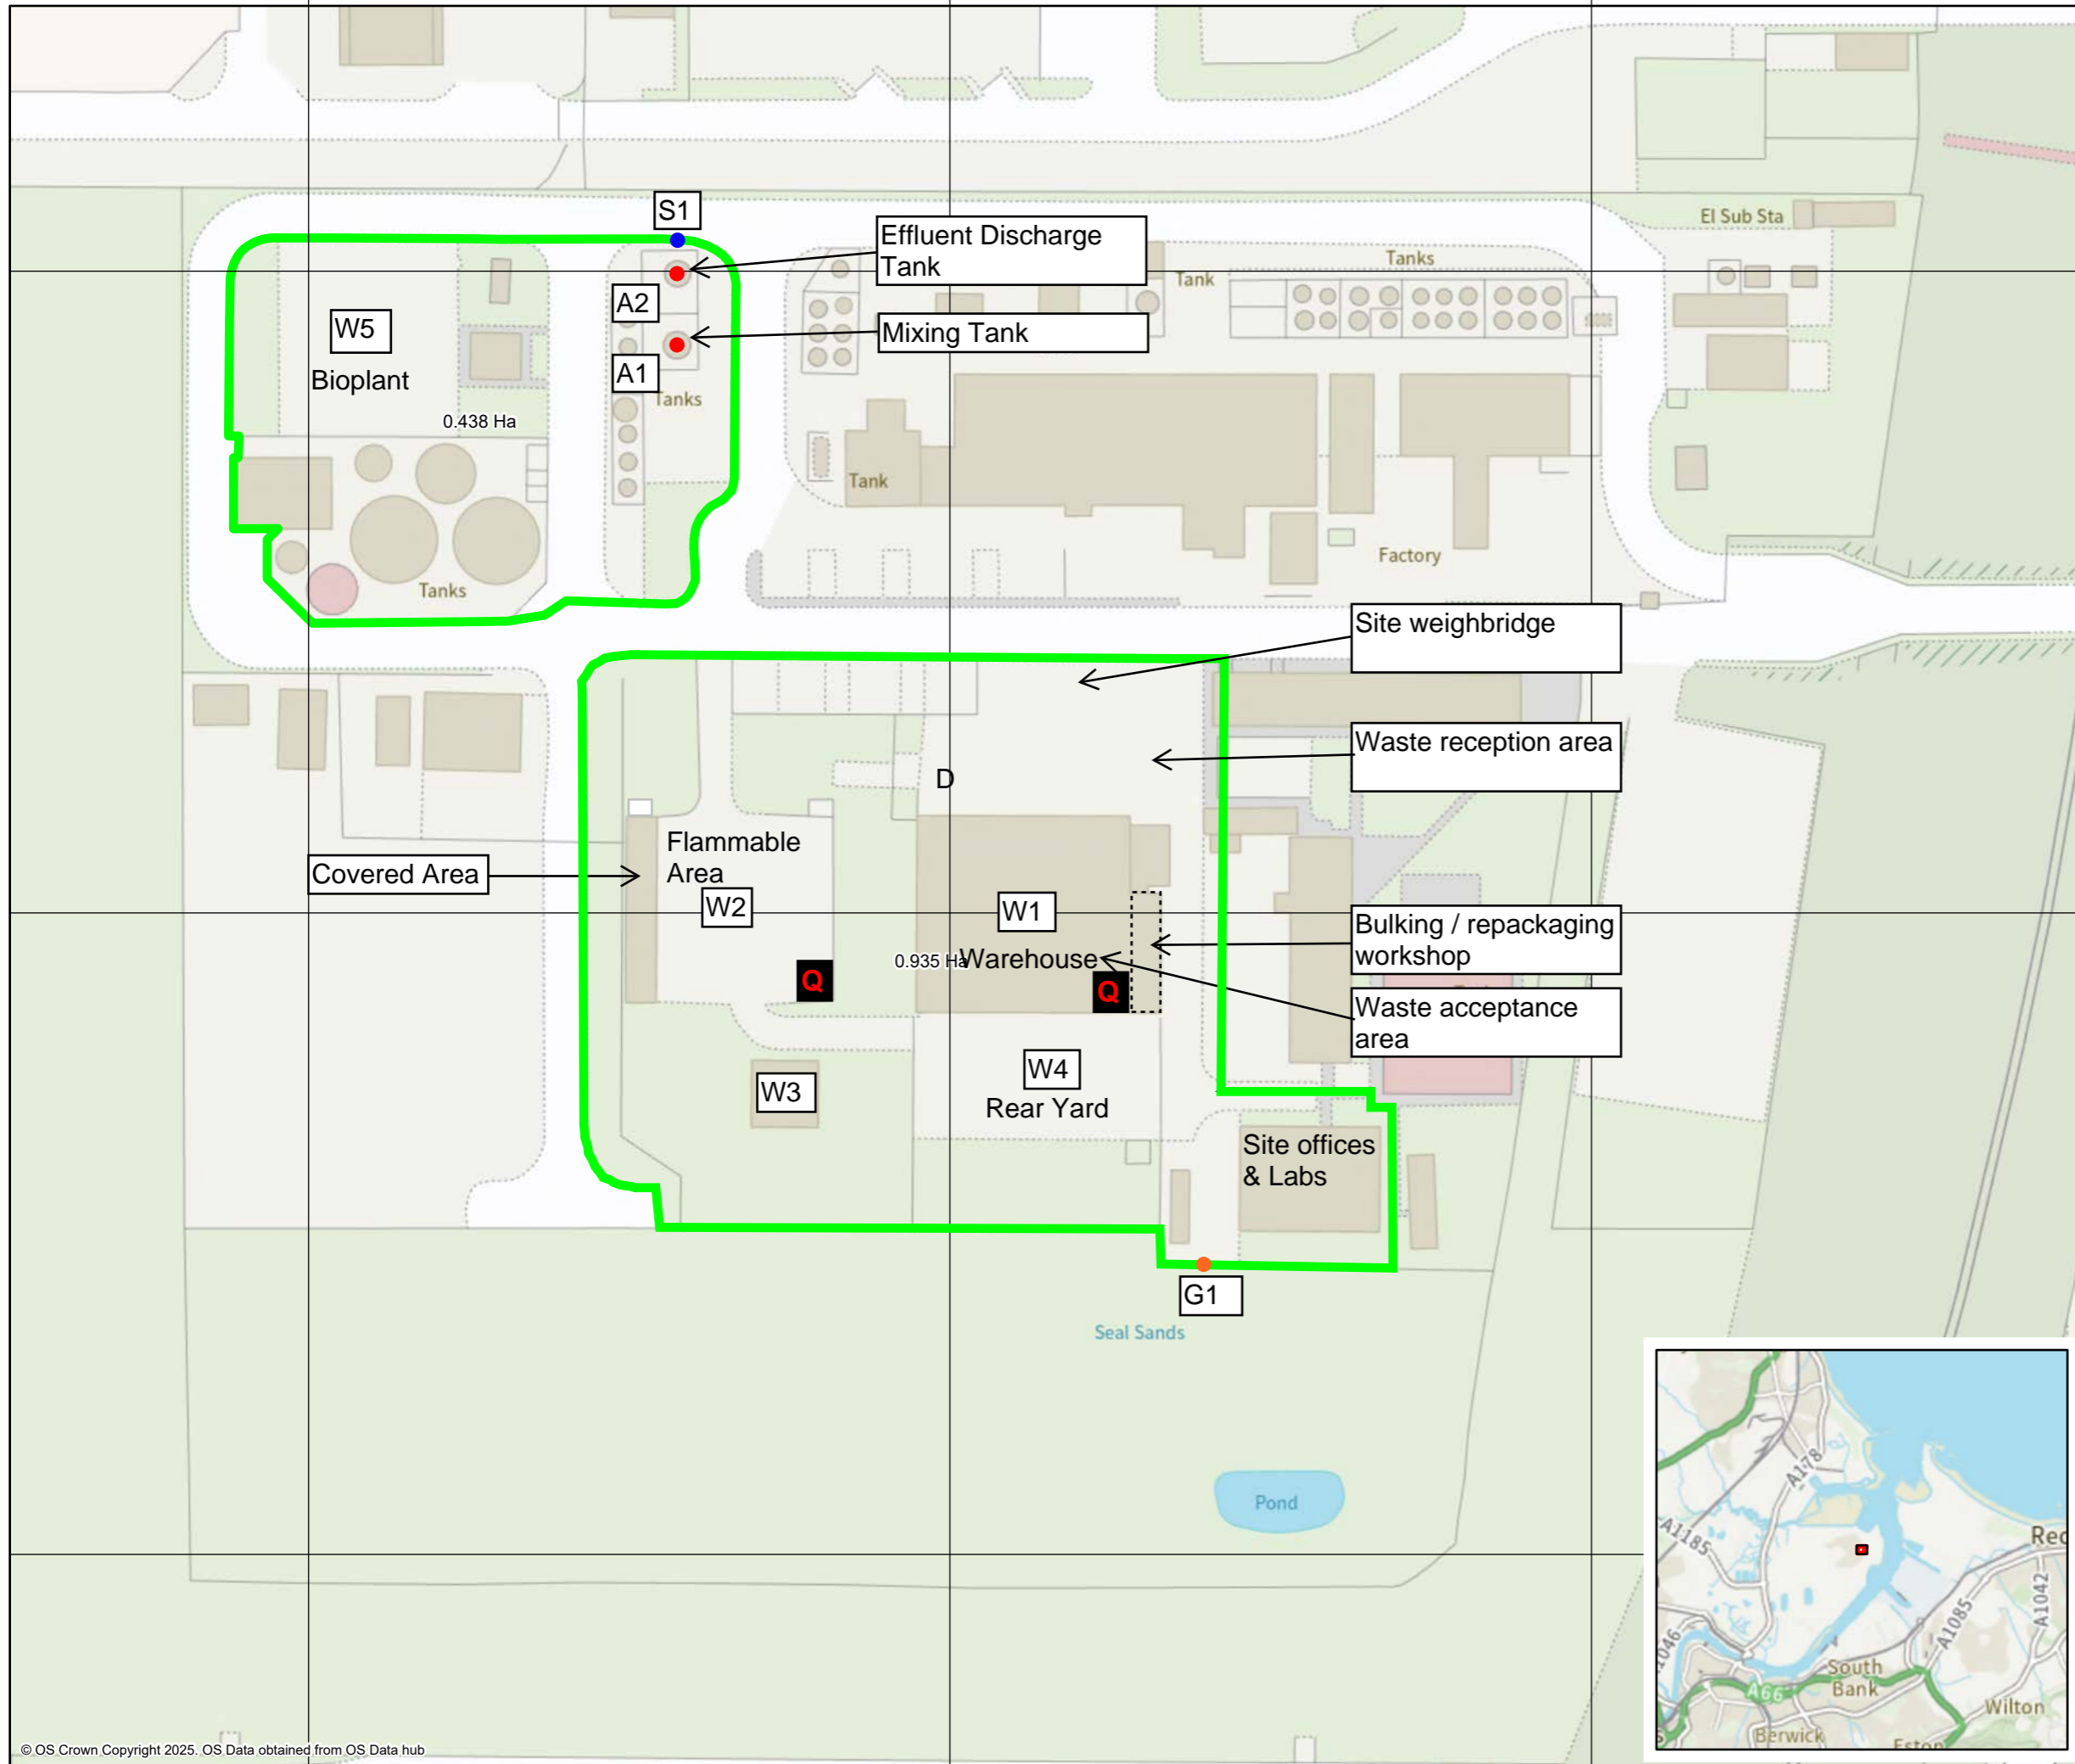 El Sub Sta
S1
Effluent Discharge
Tank
Tanks
Tank
A2
W5
Mixing Tank
A1
Bioplant
Tanks
0.438 Ha
Tank
Factory
Tanks
Site weighbridge
Waste reception area
D
Flammable
Area
Covered Area
W2
W1
Bulking / repackaging
workshop
0.935 Ha
Warehouse
Q
Q
Waste acceptance
area
W4
W3
Rear Yard
Site offices
& Labs
G1
Seal Sands
Pond
A178
A1185
Red
A1042
A1085
1046
South
Bank
A66
Wilton
Berwick
Eston
© OS Crown Copyright 2025. OS Data obtained from OS Data hub